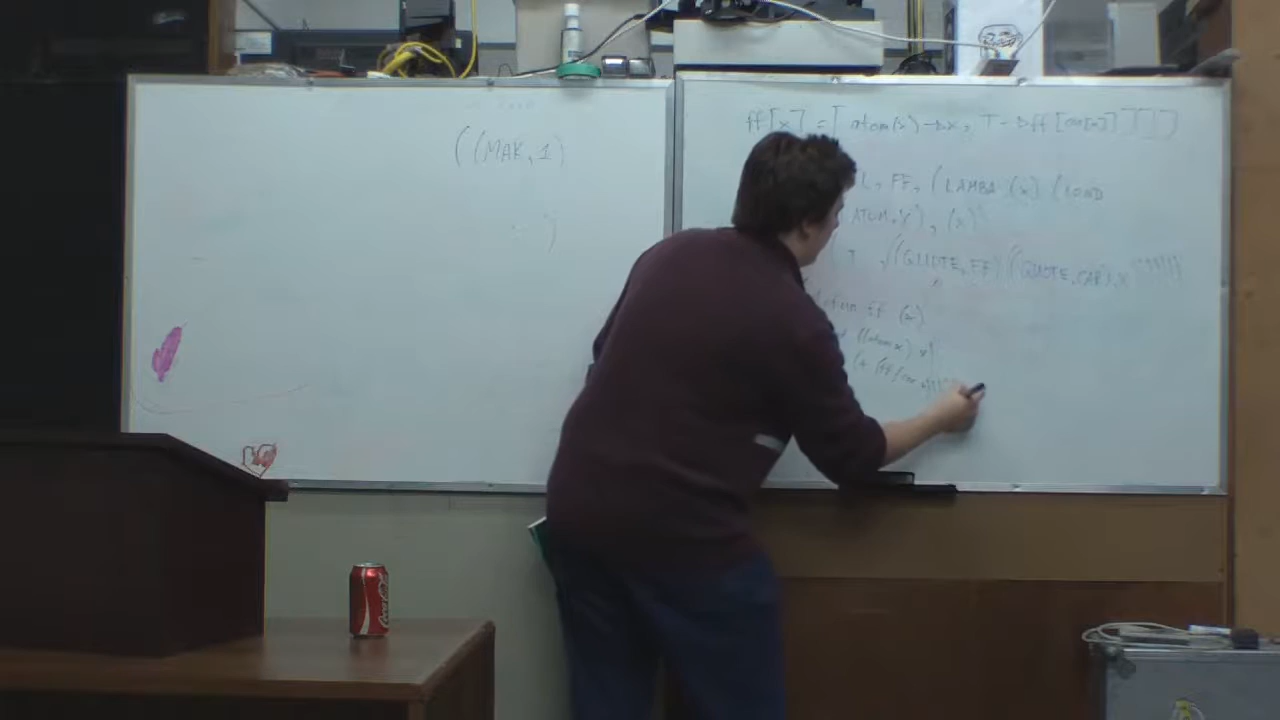 ((MAK, 1)
)
ff[x] = [atom(x)→x, T→ff[car[x]]]]]
L, FF, (LAMBA (x) (COND
ATOM, X), (x)
T ((QUOTE, FF) ((QUOTE, CAR), X))))))
ff (x)
((atom x) x)
(t (ff (car x))))
Coca-Cola